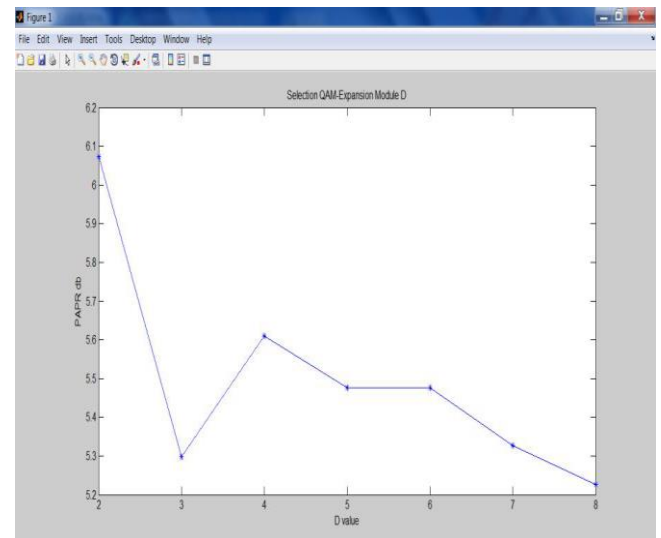 Figure 1
File Edit View Insert Tools Desktop Window Help
Selection QAM-Expansion Module D
6.2
6.1
6
5.9
5.8
5.7
5.6
5.5
5.4
5.3
5.2
PAPR db
2 3 4 5 6 7 8
D value